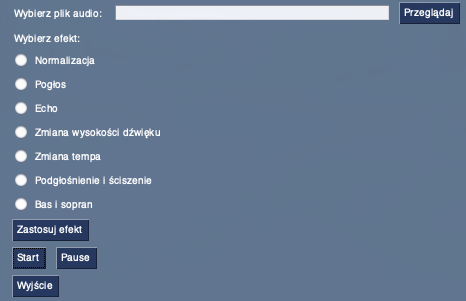 Wybierz plik audio: Przeglądaj
Wybierz efekt:
Normalizacja
Pogłos
Echo
Zmiana wysokości dźwięku
Zmiana tempa
Podgłośnienie i ściszenie
Bas i sopran
Zastosuj efekt
Start Pause
Wyjście